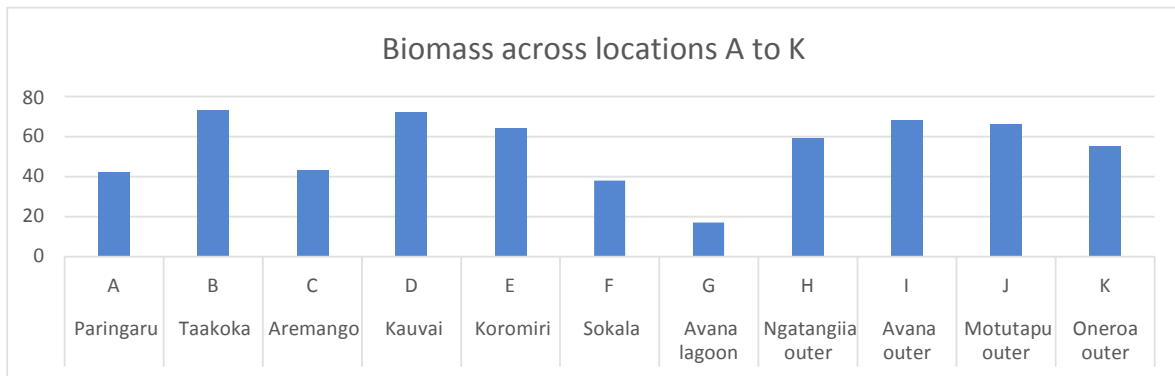 Biomass across locations A to K
80
60
40
20
0
A B C D E F G H I J K
Paringaru Taakoka Aremango Kauvai Koromiri Sokala Avana lagoon Ngatangiia outer Avana outer Motutapu outer Oneroa outer